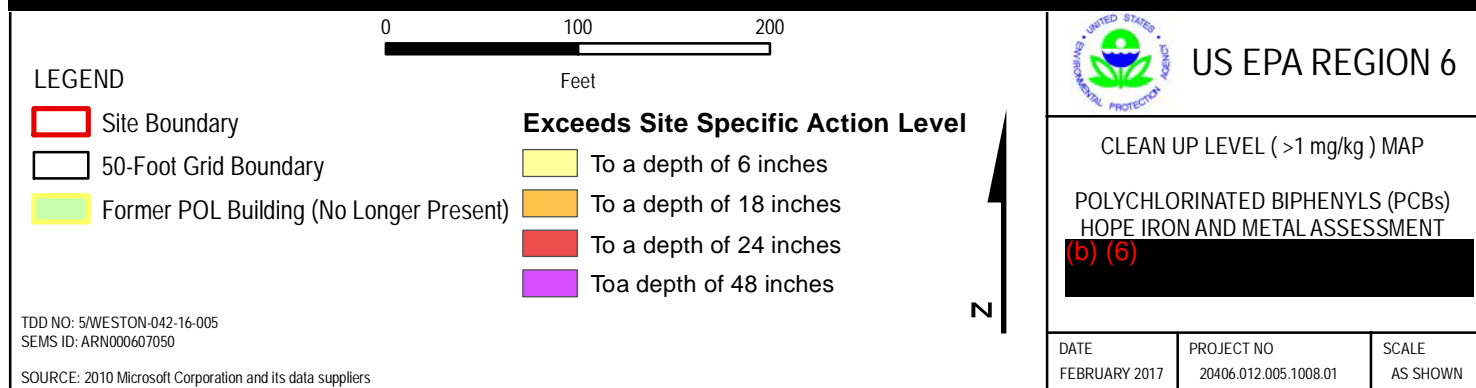 0 100 200
Feet
LEGEND
Site Boundary
50-Foot Grid Boundary
Former POL Building (No Longer Present)
Exceeds Site Specific Action Level
To a depth of 6 inches
To a depth of 18 inches
To a depth of 24 inches
Toa depth of 48 inches
N
TDD NO: 5/WESTON-042-16-005
SEMS ID: ARN000607050
SOURCE: 2010 Microsoft Corporation and its data suppliers
UNITED STATES
ENVIRONMENTAL PROTECTION AGENCY
US EPA REGION 6
CLEAN UP LEVEL ( >1 mg/kg ) MAP
POLYCHLORINATED BIPHENYLS (PCBs)
HOPE IRON AND METAL ASSESSMENT
(b) (6)
DATE
FEBRUARY 2017
PROJECT NO
20406.012.005.1008.01
SCALE
AS SHOWN